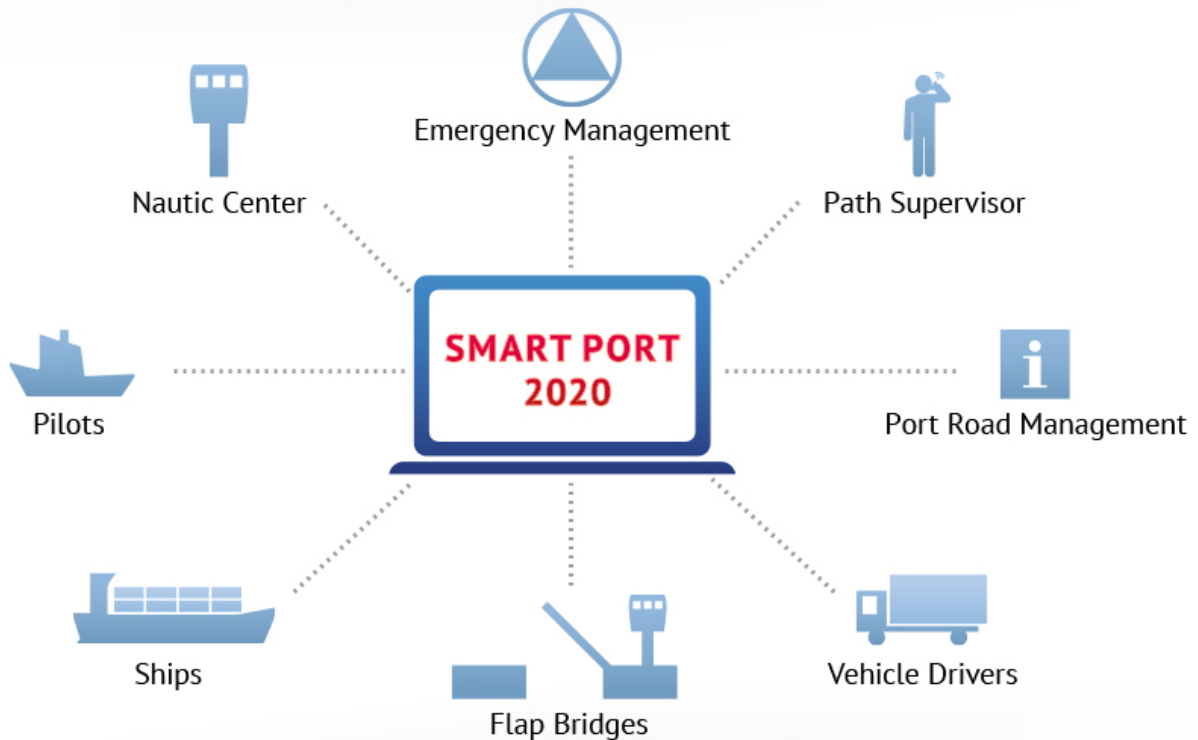 Emergency Management
Nautic Center
Path Supervisor
SMART PORT
2020
Pilots
Port Road Management
Ships
Vehicle Drivers
Flap Bridges